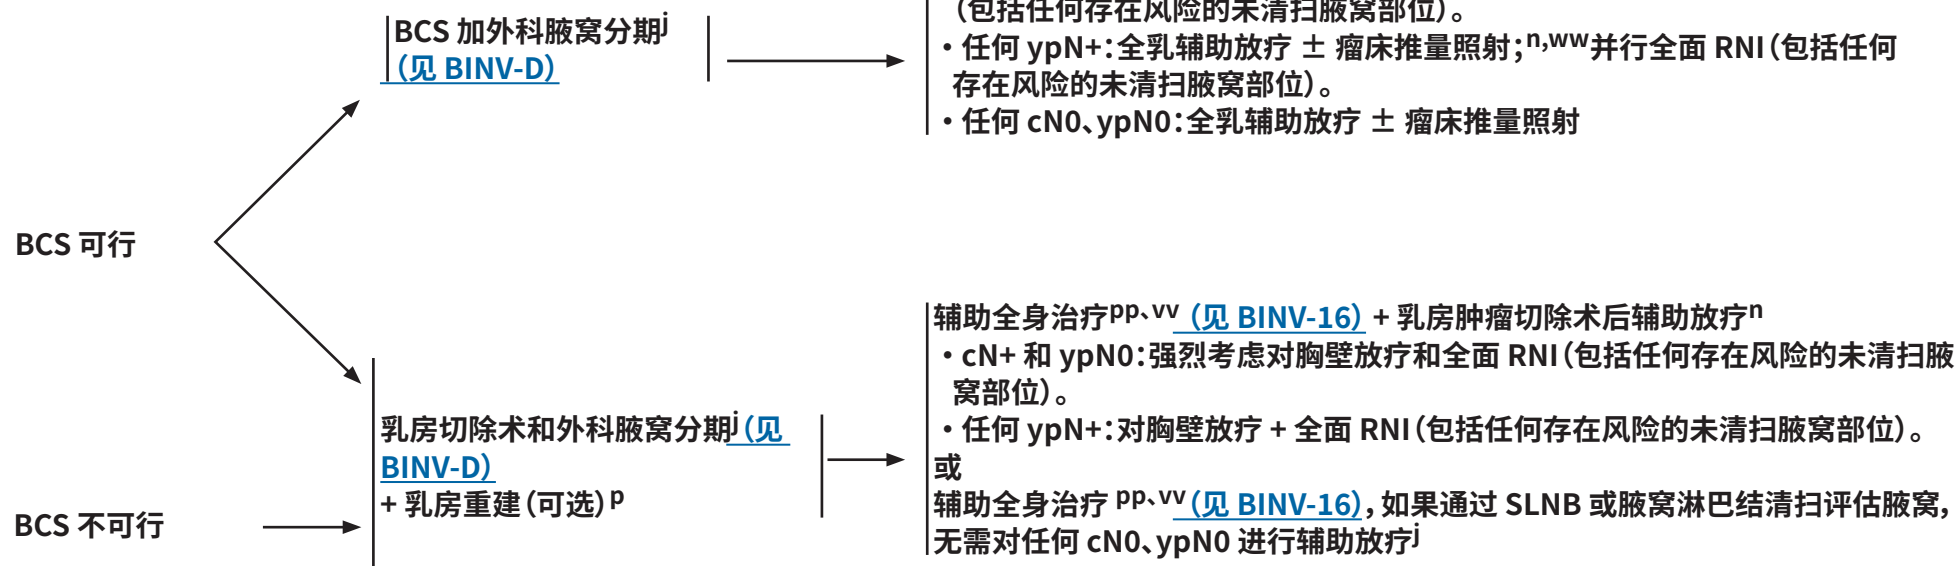 （包括任何存在风险的未清扫腋窝部位）。
BCS 加外科腋窝分期j
（见 BINV-D）
• 任何 ypN+：全乳辅助放疗 ± 瘤床推量照射；n,ww并行全面 RNI（包括任何
存在风险的未清扫腋窝部位）。
• 任何 cN0、ypN0：全乳辅助放疗 ± 瘤床推量照射
BCS 可行
辅助全身治疗pp、vv（见 BINV-16） + 乳房肿瘤切除术后辅助放疗n
• cN+ 和 ypN0：强烈考虑对胸壁放疗和全面 RNI（包括任何存在风险的未清扫腋
窝部位）。
乳房切除术和外科腋窝分期j（见
BINV-D）
+ 乳房重建（可选）p
• 任何 ypN+：对胸壁放疗 + 全面 RNI（包括任何存在风险的未清扫腋窝部位）。
或
辅助全身治疗 pp、vv（见 BINV-16），如果通过 SLNB 或腋窝淋巴结清扫评估腋窝，
无需对任何 cN0、ypN0 进行辅助放疗j
BCS 不可行